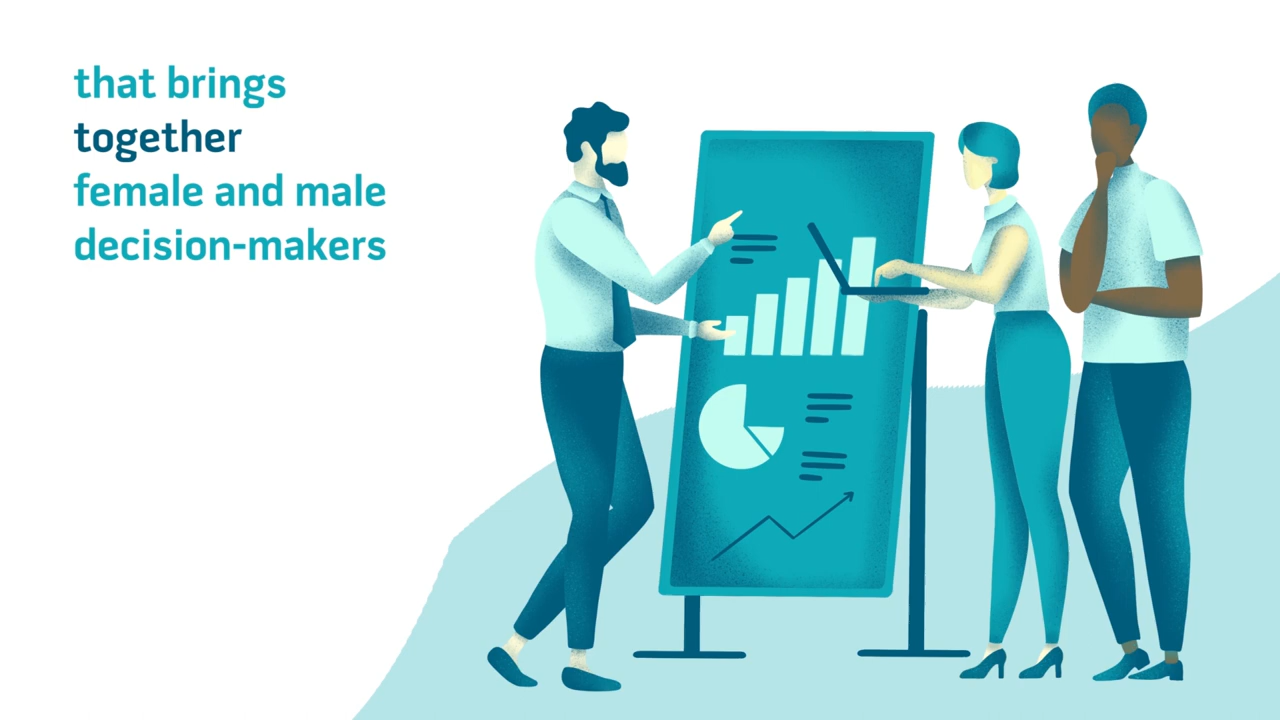 that brings
together
female and male
decision-makers